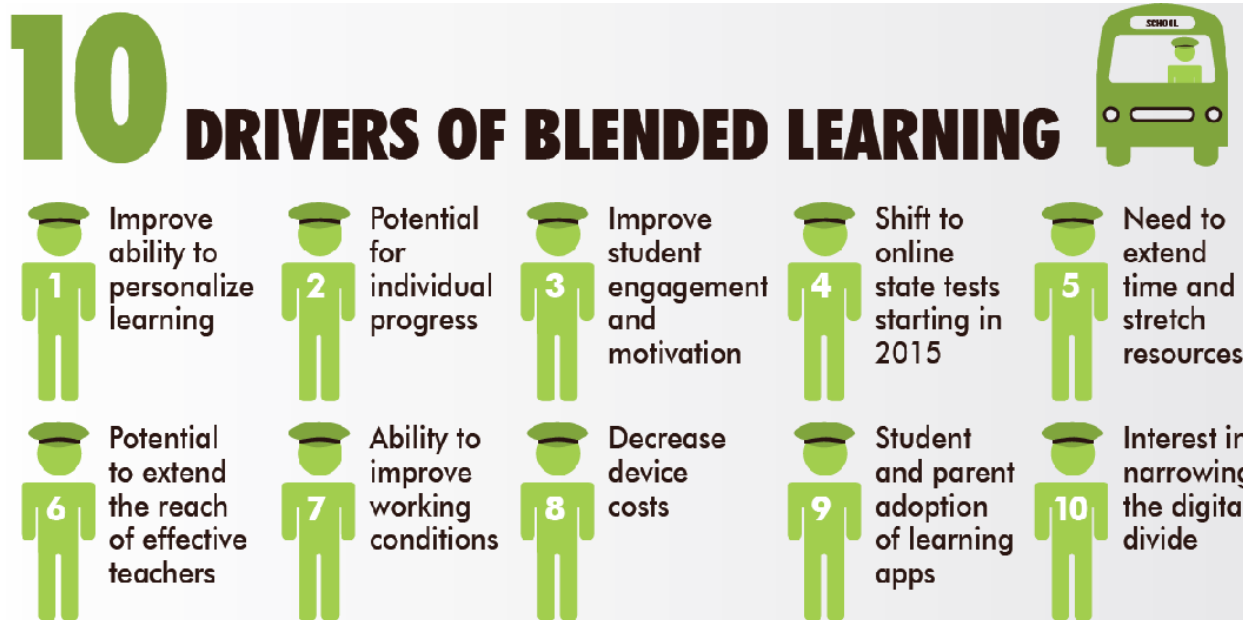 10
SCHOOL
DRIVERS OF BLENDED LEARNING
1
Improve
ability to
personalize
learning
2
Potential
for
individual
progress
3
Improve
student
engagement
and
motivation
4
Shift to
online
state tests
starting in
2015
5
Need to
extend
time and
stretch
resources
6
Potential
to extend
the reach
of effective
teachers
7
Ability to
improve
working
conditions
8
Decrease
device
costs
9
Student
and parent
adoption
of learning
apps
10
Interest in
narrowing
the digita
divide